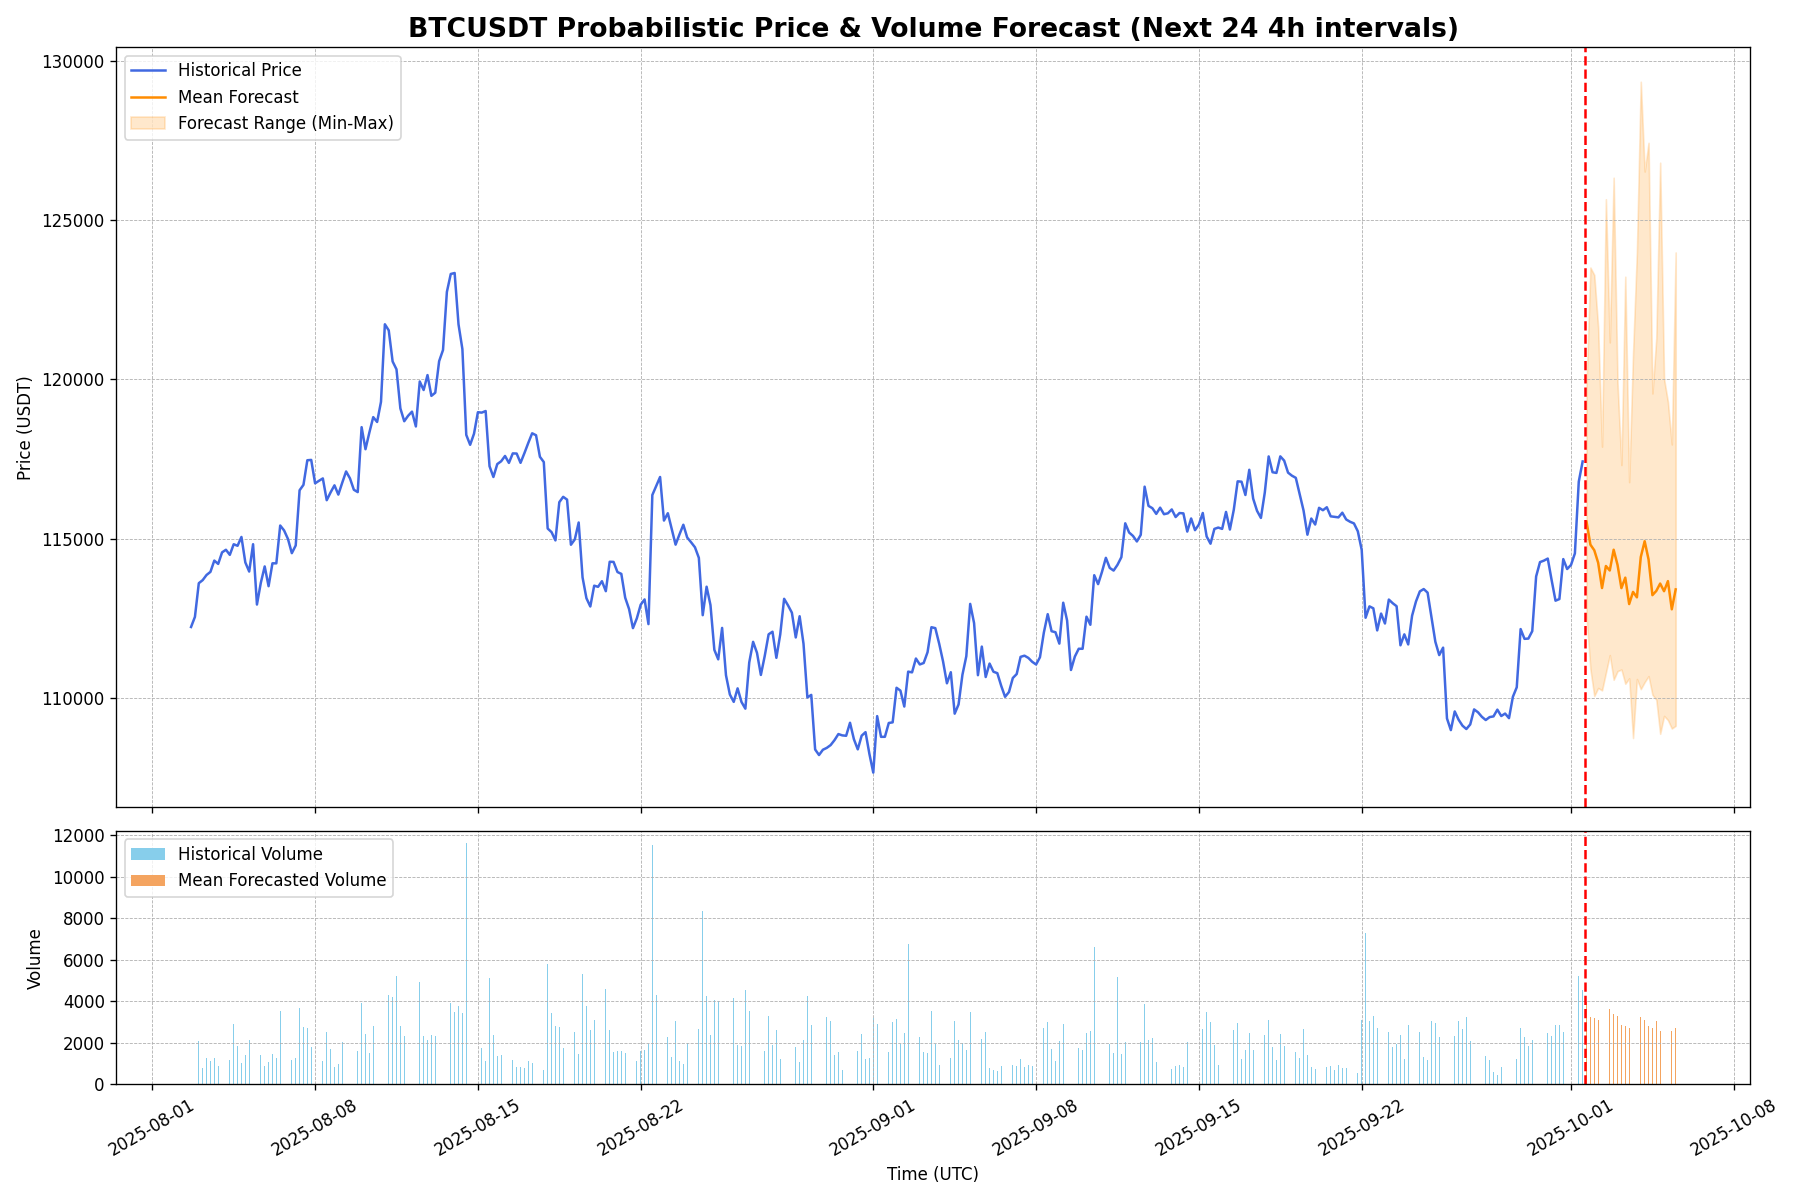 BTCUSDT Probabilistic Price & Volume Forecast (Next 24 4h intervals)
Historical Price
Mean Forecast
Forecast Range (Min-Max)
Price (USDT)
130000
125000
120000
115000
110000
Historical Volume
Mean Forecasted Volume
Volume
12000
10000
8000
6000
4000
2000
0
2025-08-01
2025-08-08
2025-08-15
2025-08-22
2025-09-01
2025-09-08
2025-09-15
2025-09-22
2025-10-01
2025-10-08
Time (UTC)